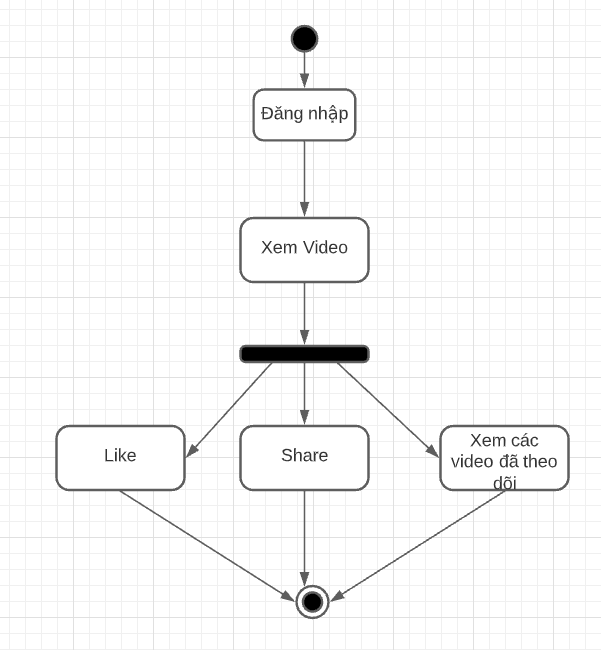 Đăng nhập
Xem Video
Like
Share
Xem các
video đã theo
dõi